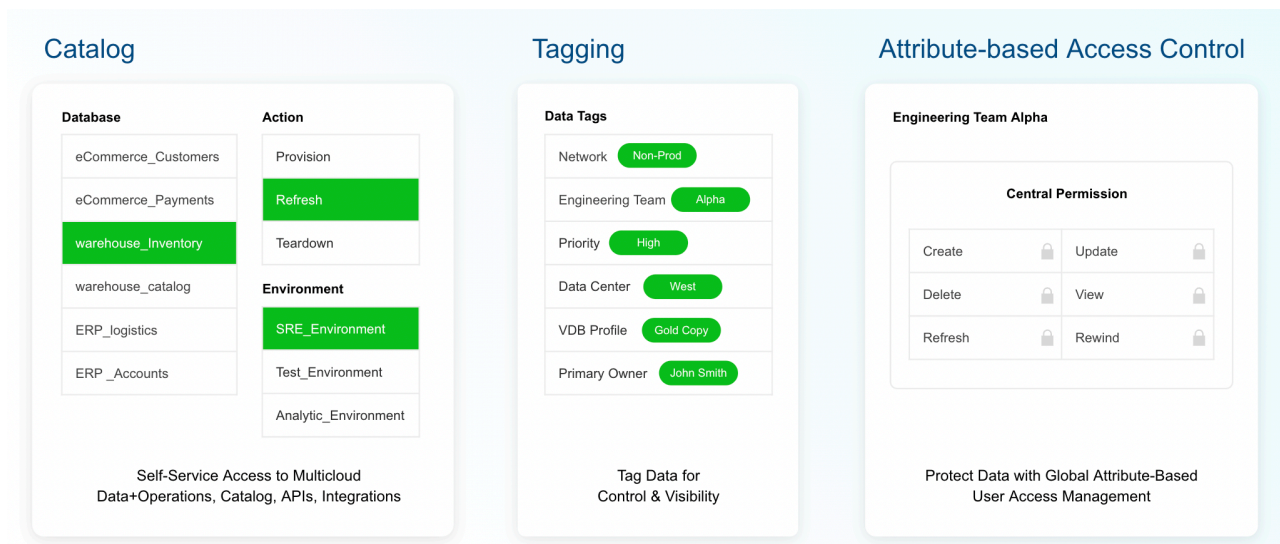 Catalog
Database
eCommerce_Customers
eCommerce_Payments
warehouse_Inventory
warehouse_catalog
ERP_logistics
ERP _Accounts
Action
Provision
Refresh
Teardown
Environment
SRE_Environment
Test_Environment
Analytic_Environment
Self-Service Access to Multicloud
Data+Operations, Catalog, APIs, Integrations
Tagging
Data Tags
Network Non-Prod
Engineering Team Alpha
Priority High
Data Center West
VDB Profile Gold Copy
Primary Owner John Smith
Tag Data for
Control & Visibility
Attribute-based Access Control
Engineering Team Alpha
Central Permission
Create Update
Delete View
Refresh Rewind
Protect Data with Global Attribute-Based
User Access Management